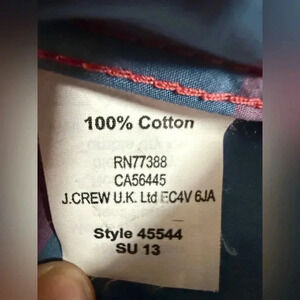 100% Cotton
RN77388
CA56445
J.CREW U.K. Ltd EC4V 6JA
Style 45544
SU 13